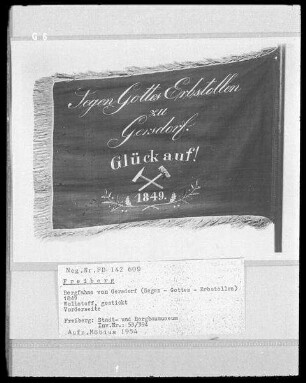 Segen Gottes Erbstollen
zu
Gersdorf.
Glück auf!
1849.
Neg.Nr. FD 142 600
Freiberg
Bergfahne von Gersdorf (Segen - Gottes - Erbstollen)
1849
Wollstoff, gestickt
Vorderseite
Freiberg: Stadt- und Bergbaumuseum
Inv.Nr.: 50/394
Aufn.Möbius 1954